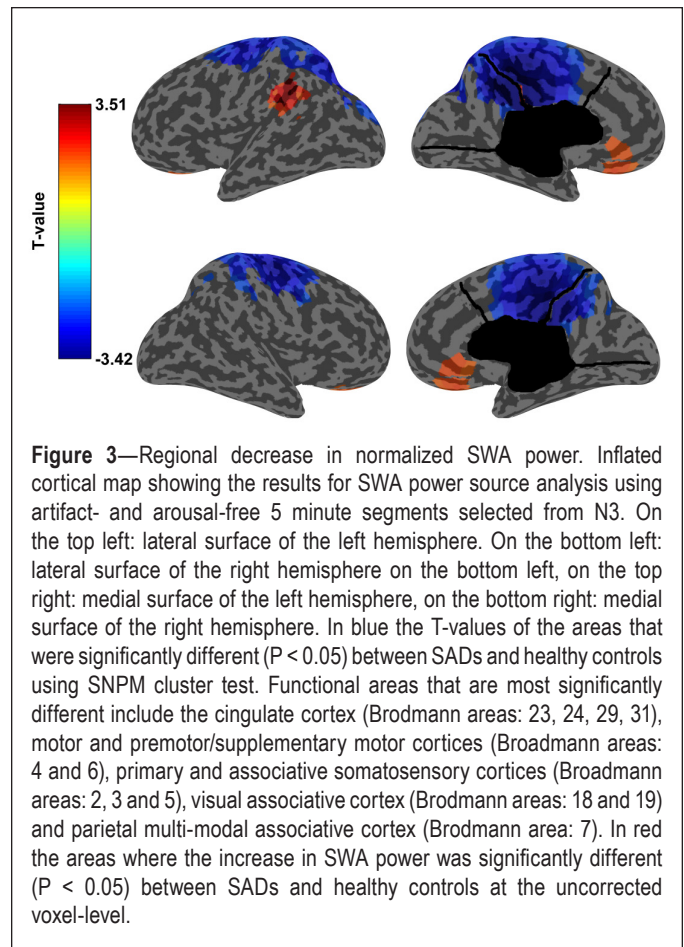 3.51
T-value
-3.42
Figure 3—Regional decrease in normalized SWA power. Inflated
cortical map showing the results for SWA power source analysis using
artifact- and arousal-free 5 minute segments selected from N3. On
the top left: lateral surface of the left hemisphere. On the bottom left:
lateral surface of the right hemisphere on the bottom left, on the top
right: medial surface of the left hemisphere, on the bottom right: medial
surface of the right hemisphere. In blue the T-values of the areas that
were significantly different (P < 0.05) between SADs and healthy controls
using SNPM cluster test. Functional areas that are most significantly
different include the cingulate cortex (Brodmann areas: 23, 24, 29, 31),
motor and premotor/supplementary motor cortices (Broadmann areas:
4 and 6), primary and associative somatosensory cortices (Broadmann
areas: 2, 3 and 5), visual associative cortex (Brodmann areas: 18 and 19)
and parietal multi-modal associative cortex (Brodmann area: 7). In red
the areas where the increase in SWA power was significantly different
(P < 0.05) between SADs and healthy controls at the uncorrected
voxel-level.